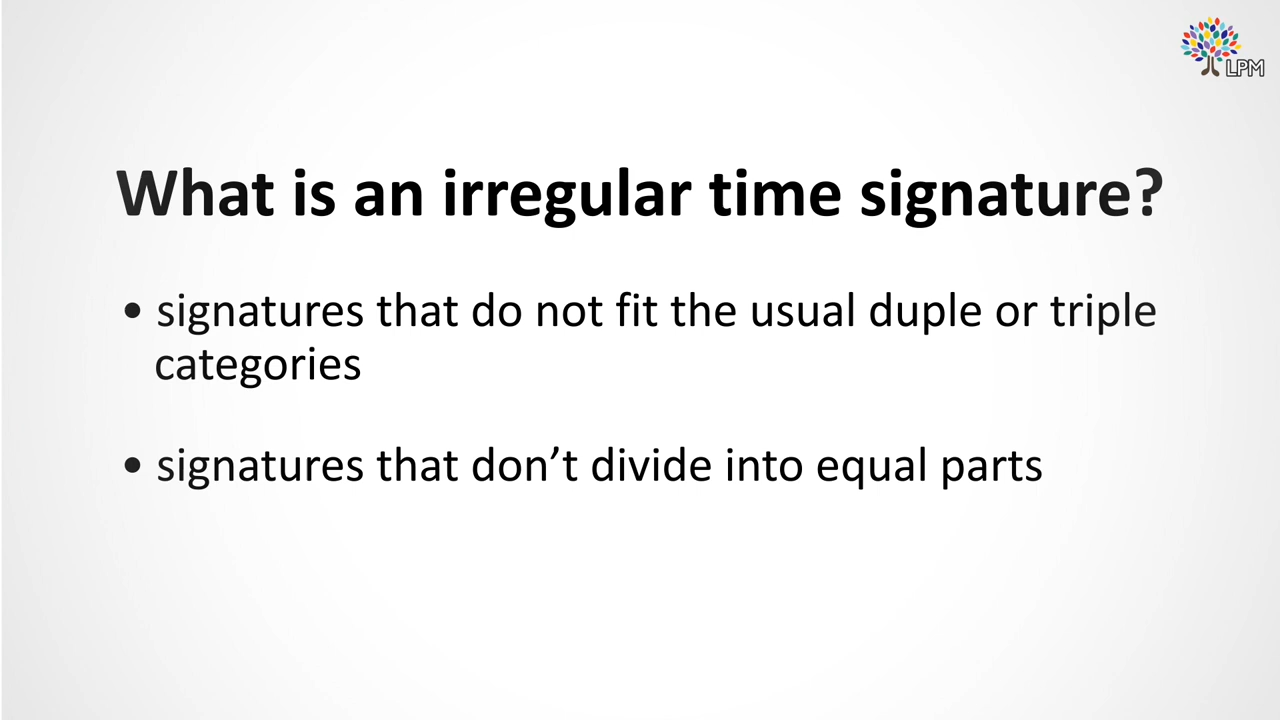 LPM
What is an irregular time signature?
• signatures that do not fit the usual duple or triple
categories
• signatures that don’t divide into equal parts